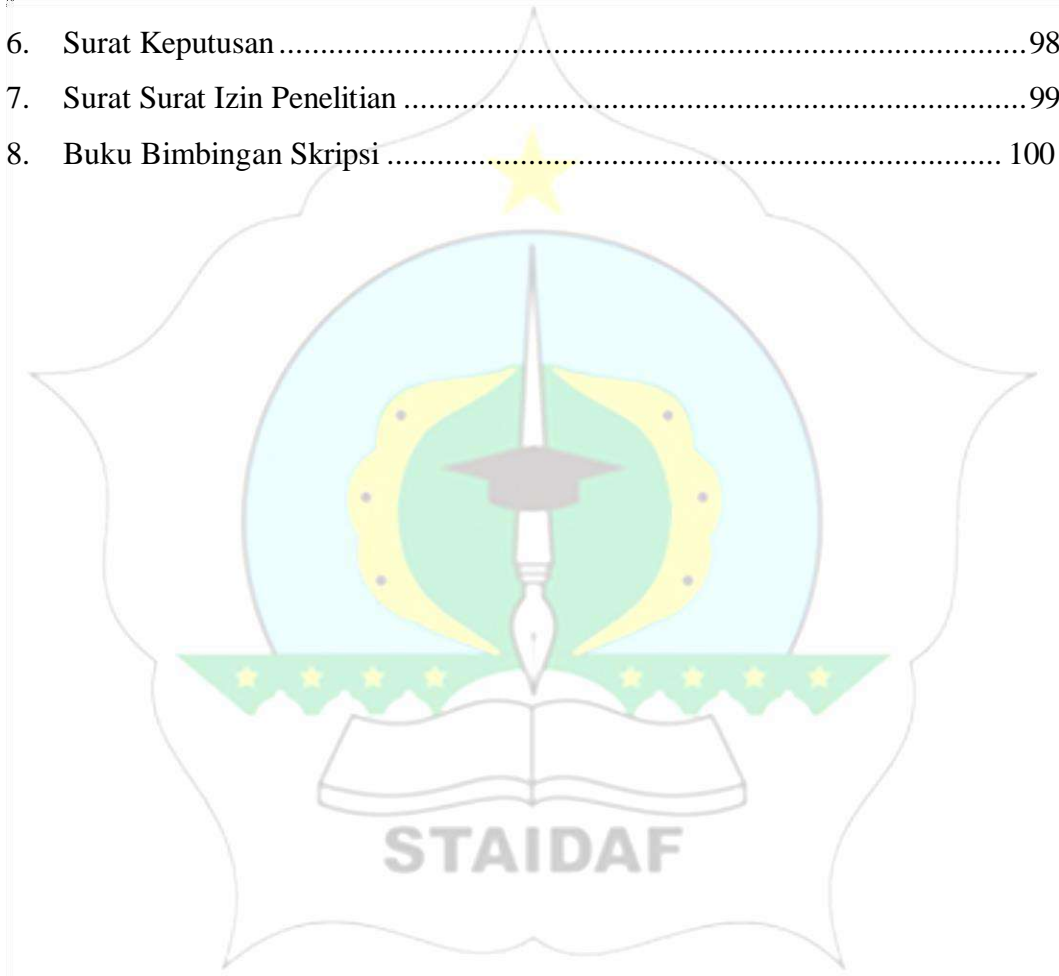 6. Surat Keputusan ........................................................................................... 98
7. Surat Surat Izin Penelitian ............................................................................ 99
8. Buku Bimbingan Skripsi ........................................................................... 100
STAIDAF